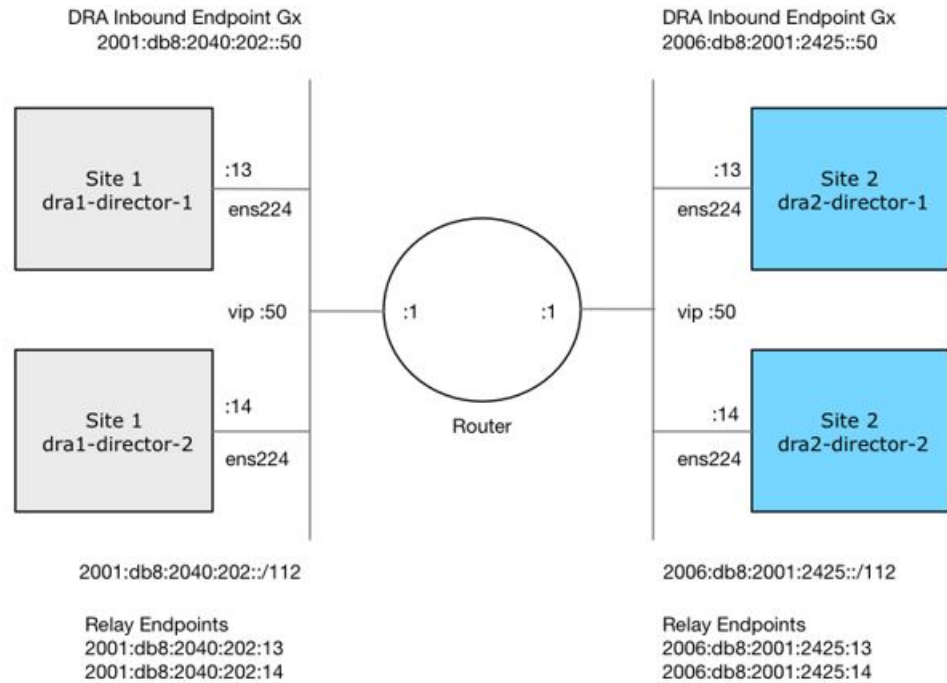 DRA Inbound Endpoint Gx
2001:db8:2040:202::50
DRA Inbound Endpoint Gx
2006:db8:2001:2425::50
Site 1
dra1-director-1
:13
ens224
:13
ens224
Site 2
dra2-director-1
vip :50
:1
:1
vip :50
Router
Site 1
dra1-director-2
:14
ens224
:14
ens224
Site 2
dra2-director-2
2001:db8:2040:202::/112
2006:db8:2001:2425::/112
Relay Endpoints
2001:db8:2040:202:13
2001:db8:2040:202:14
Relay Endpoints
2006:db8:2001:2425:13
2006:db8:2001:2425:14